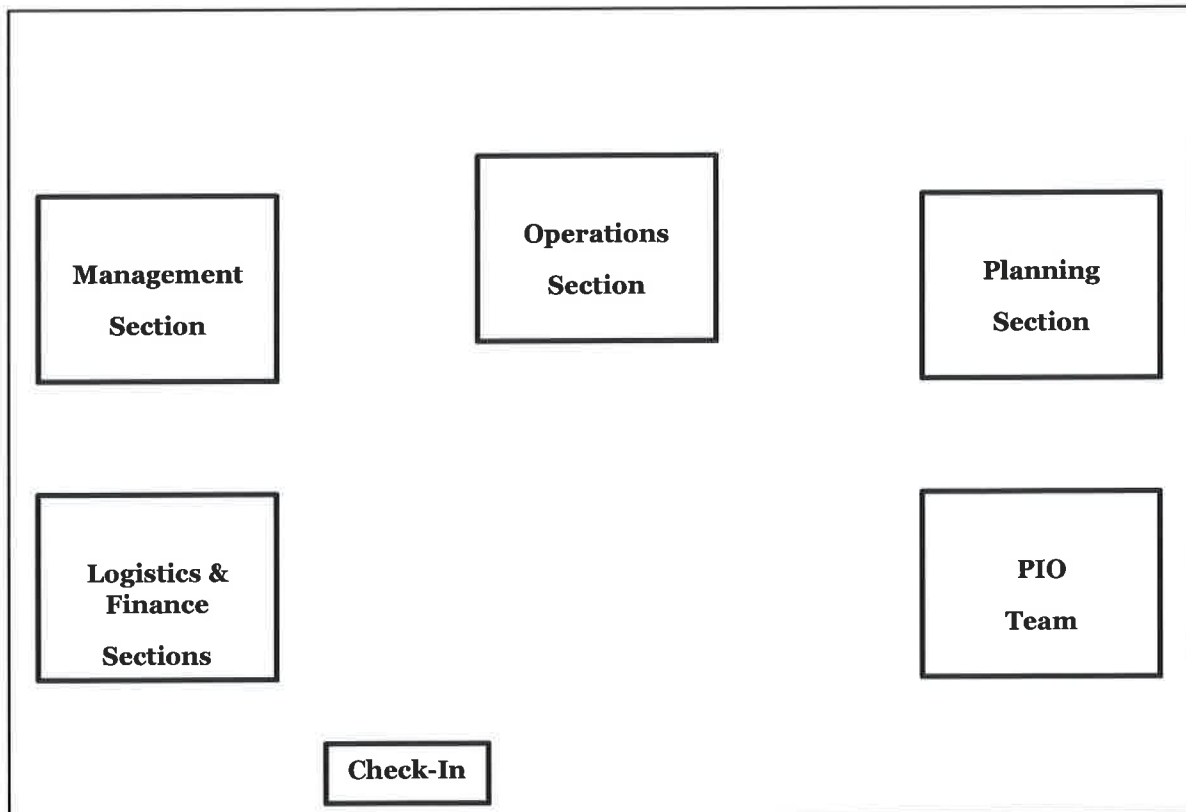 Operations
Section
Management
Section
Planning
Section
Logistics &
Finance
Sections
PIO
Team
Check-In